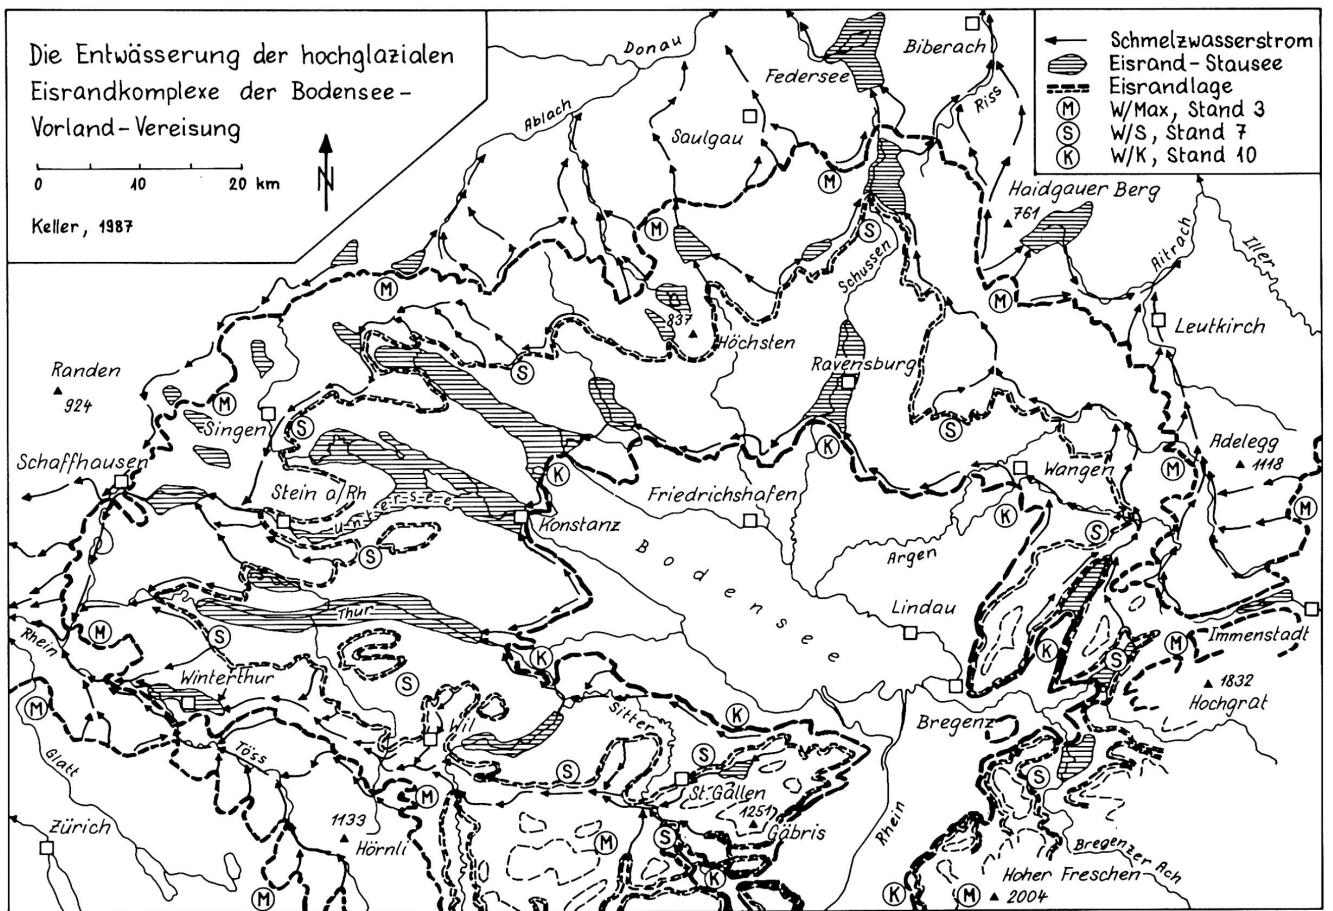 Die Entwässerung der hochglazialen
Eisrandkomplexe der Bodensee-
Vorland-Vereisung
0 10 20 km
N
Keller, 1987
Schmelzwasserstrom
Eisrand-Stausee
Eisrandlage
M W/Max, Stand 3
S W/S, Stand 7
K W/K, Stand 10
Donau
Biberach
Federsee
Ablach
Riss
Saulgau
M
Haidgauer Berg
761
M
S
Aitrach
Iller
Schussen
M
M
837
Höchsten
Leutkirch
Randen
924
S
Ravensburg
M
Singen
S
S
K
Adelegg
1118
Schaffhausen
K
Wangen
M
Stein a/Rh
Untersee
Friedrichshafen
K
M
Konstanz
S
S
Bodensee
Argen
Thur
Lindau
Rhein
M
S
K
K
S
M
Immenstadt
Winterthur
S
1832
Hochgrat
M
Sitter
K
Bregenz
Töss
Glatt
S
S
S
St. Gallen
M
1251
Gäbris
Rhein
Zürich
1133
Hörnli
M
S
K
Bregenzer Ach
Hoher Freschen
2004
M
K
M